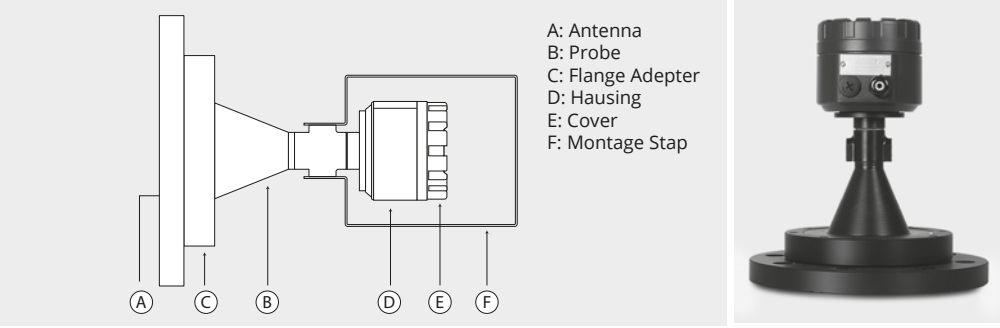 A: Antenna
B: Probe
C: Flange Adepter
D: Hausing
E: Cover
F: Montage Stap
A
C
B
D
E
F